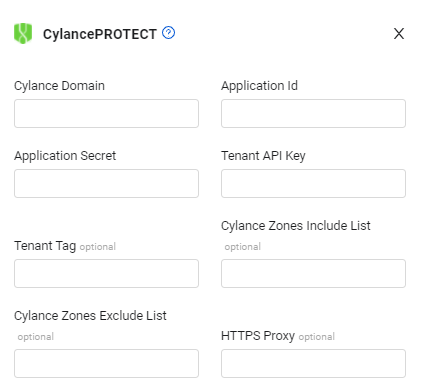 CylancePROTECT ? X
Cylance Domain Application Id
Application Secret Tenant API Key
Cylance Zones Include List
Tenant Tag optional optional
Cylance Zones Exclude List
optional HTTPS Proxy optional